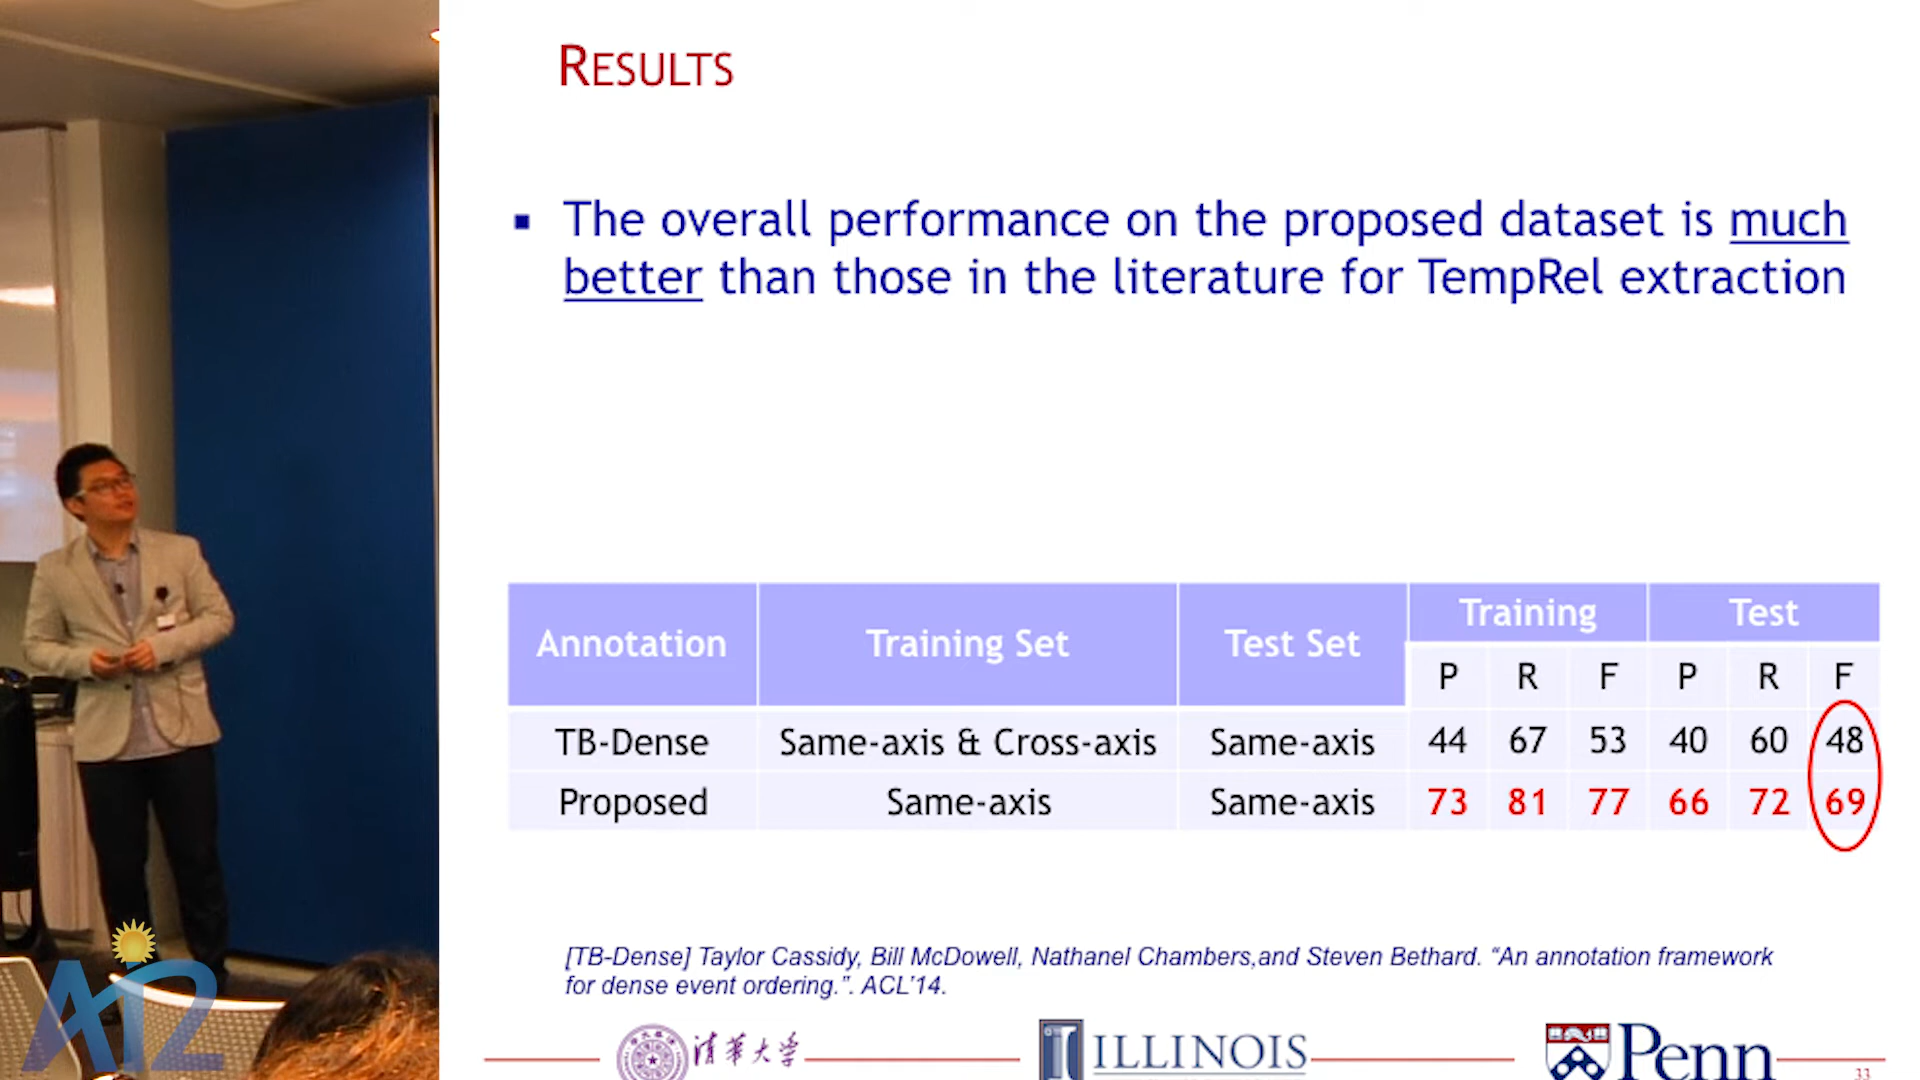 RESULTS
The overall performance on the proposed dataset is much
better than those in the literature for TempRel extraction
Annotation Training Set Test Set Training Test
P R F P R F
TB-Dense Same-axis & Cross-axis Same-axis 44 67 53 40 60 48
Proposed Same-axis Same-axis 73 81 77 66 72 69
[TB-Dense] Taylor Cassidy, Bill McDowell, Nathanel Chambers,and Steven Bethard. “An annotation framework
for dense event ordering.”. ACL’14.
清華大学
ILLINOIS
Penn
33
AI2